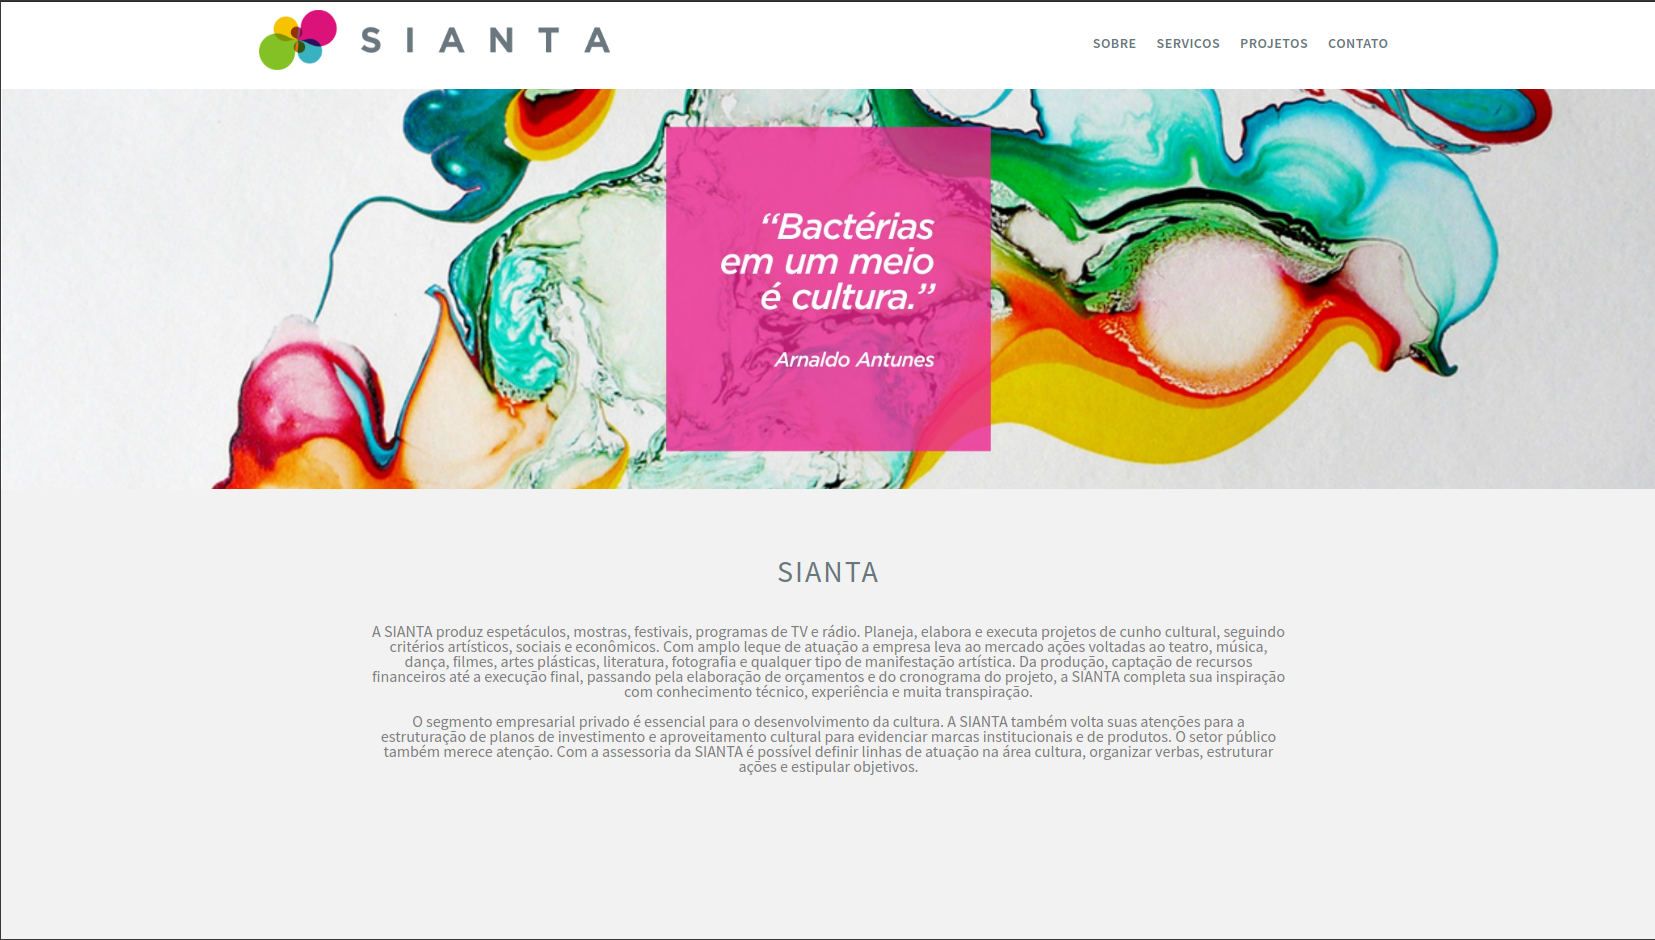 SIANTA
SOBRE SERVICOS PROJETOS CONTATO
“Bactérias
em um meio
é cultura.”
Arnaldo Antunes
SIANTA
A SIANTA produz espetáculos, mostras, festivais, programas de TV e rádio. Planeja, elabora e executa projetos de cunho cultural, seguindo
critérios artísticos, sociais e econômicos. Com amplo leque de atuação a empresa leva ao mercado ações voltadas ao teatro, música,
dança, filmes, artes plásticas, literatura, fotografia e qualquer tipo de manifestação artística. Da produção, captação de recursos
financeiros até a execução final, passando pela elaboração de orçamentos e do cronograma do projeto, a SIANTA completa sua inspiração
com conhecimento técnico, experiência e muita transpiração.
O segmento empresarial privado é essencial para o desenvolvimento da cultura. A SIANTA também volta suas atenções para a
estruturação de planos de investimento e aproveitamento cultural para evidenciar marcas institucionais e de produtos. O setor público
também merece atenção. Com a assessoria da SIANTA é possível definir linhas de atuação na área cultura, organizar verbas, estruturar
ações e estipular objetivos.